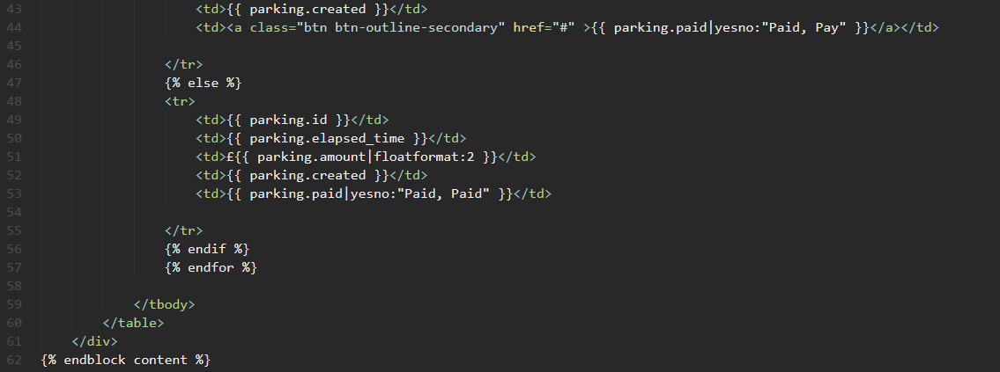 43 <td>{{ parking.created }}</td>
44 <td><a class="btn btn-outline-secondary" href="#" >{{ parking.paid|yesno:"Paid, Pay" }}</a></td>
45
46 </tr>
47 {% else %}
48 <tr>
49 <td>{{ parking.id }}</td>
50 <td>{{ parking.elapsed_time }}</td>
51 <td>£{{ parking.amount|floatformat:2 }}</td>
52 <td>{{ parking.created }}</td>
53 <td>{{ parking.paid|yesno:"Paid, Paid" }}</td>
54
55 </tr>
56 {% endif %}
57 {% endfor %}
58
59 </tbody>
60 </table>
61 </div>
62 {% endblock content %}